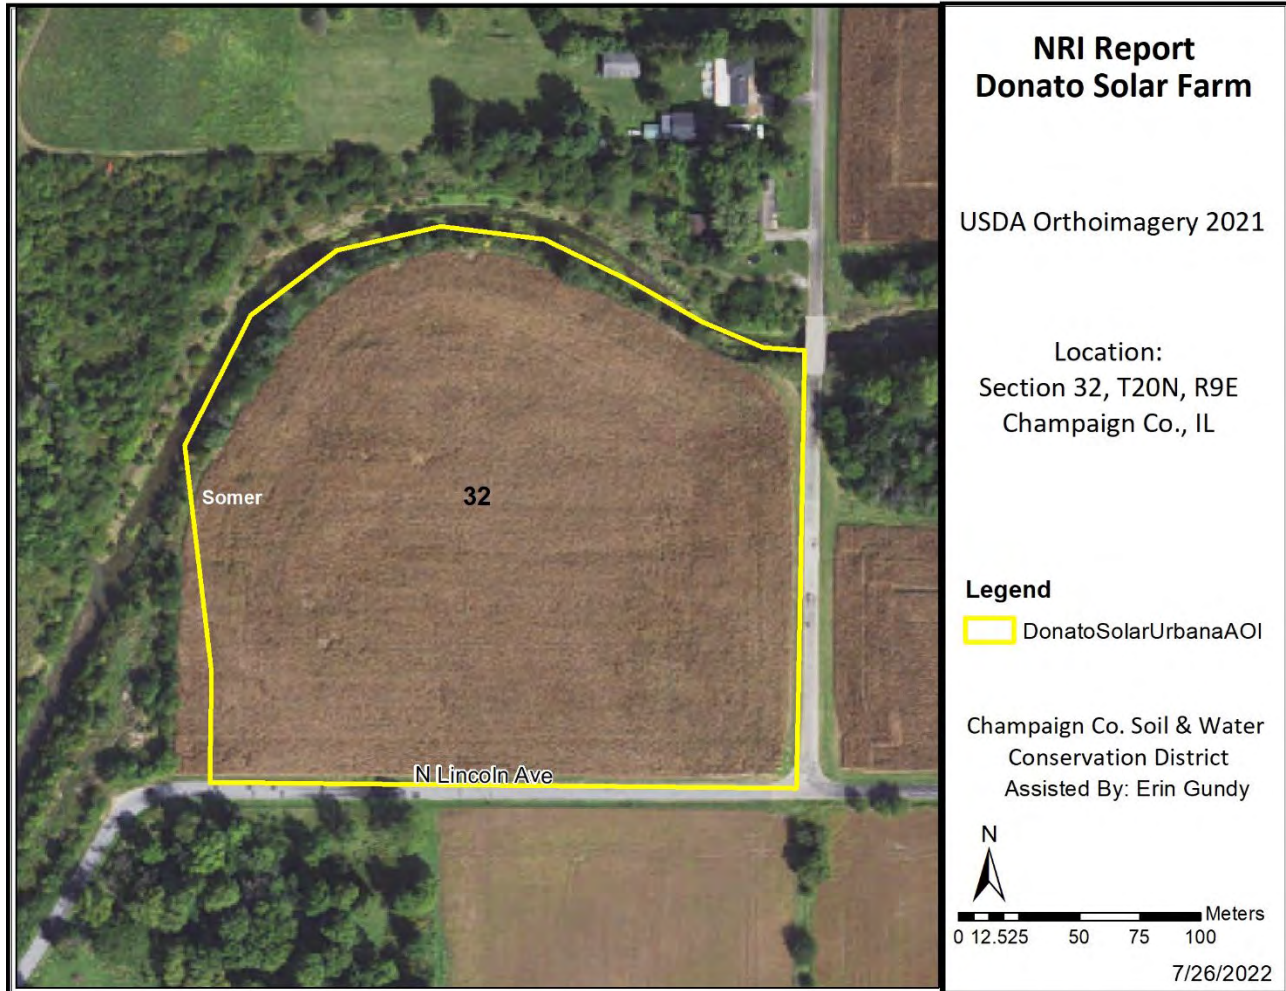 NRI Report
Donato Solar Farm
USDA Orthoimagery 2021
Location:
Section 32, T20N, R9E
Champaign Co., IL
Somer
32
N Lincoln Ave
Legend
DonatoSolarUrbanaAOI
Champaign Co. Soil & Water
Conservation District
Assisted By: Erin Gundy
N
Meters
0 12.525 50 75 100
7/26/2022